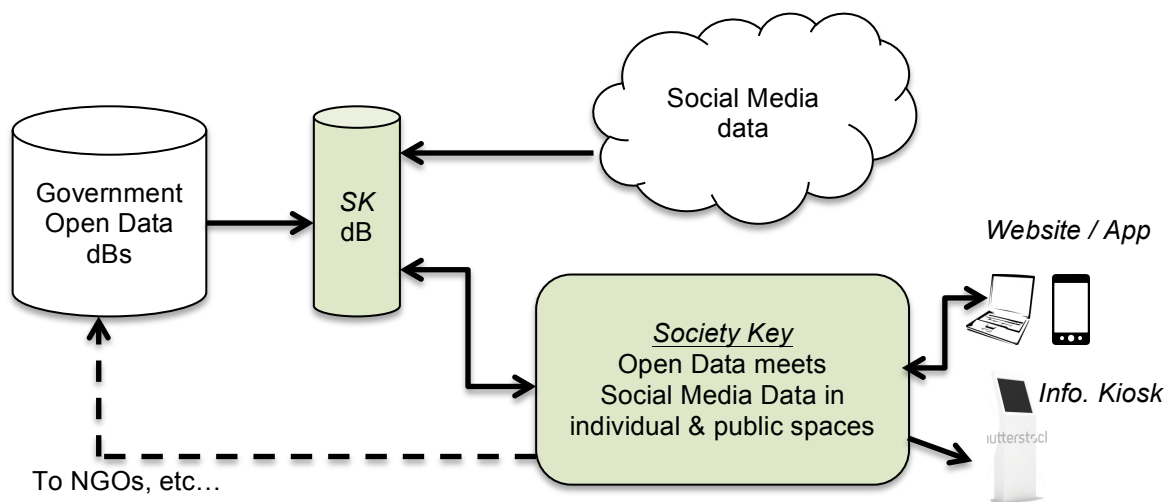 Social Media
data
Government
Open Data
dBs
SK
dB
Website / App
Society Key
Open Data meets
Social Media Data in
individual & public spaces
Info. Kiosk
To NGOs, etc…